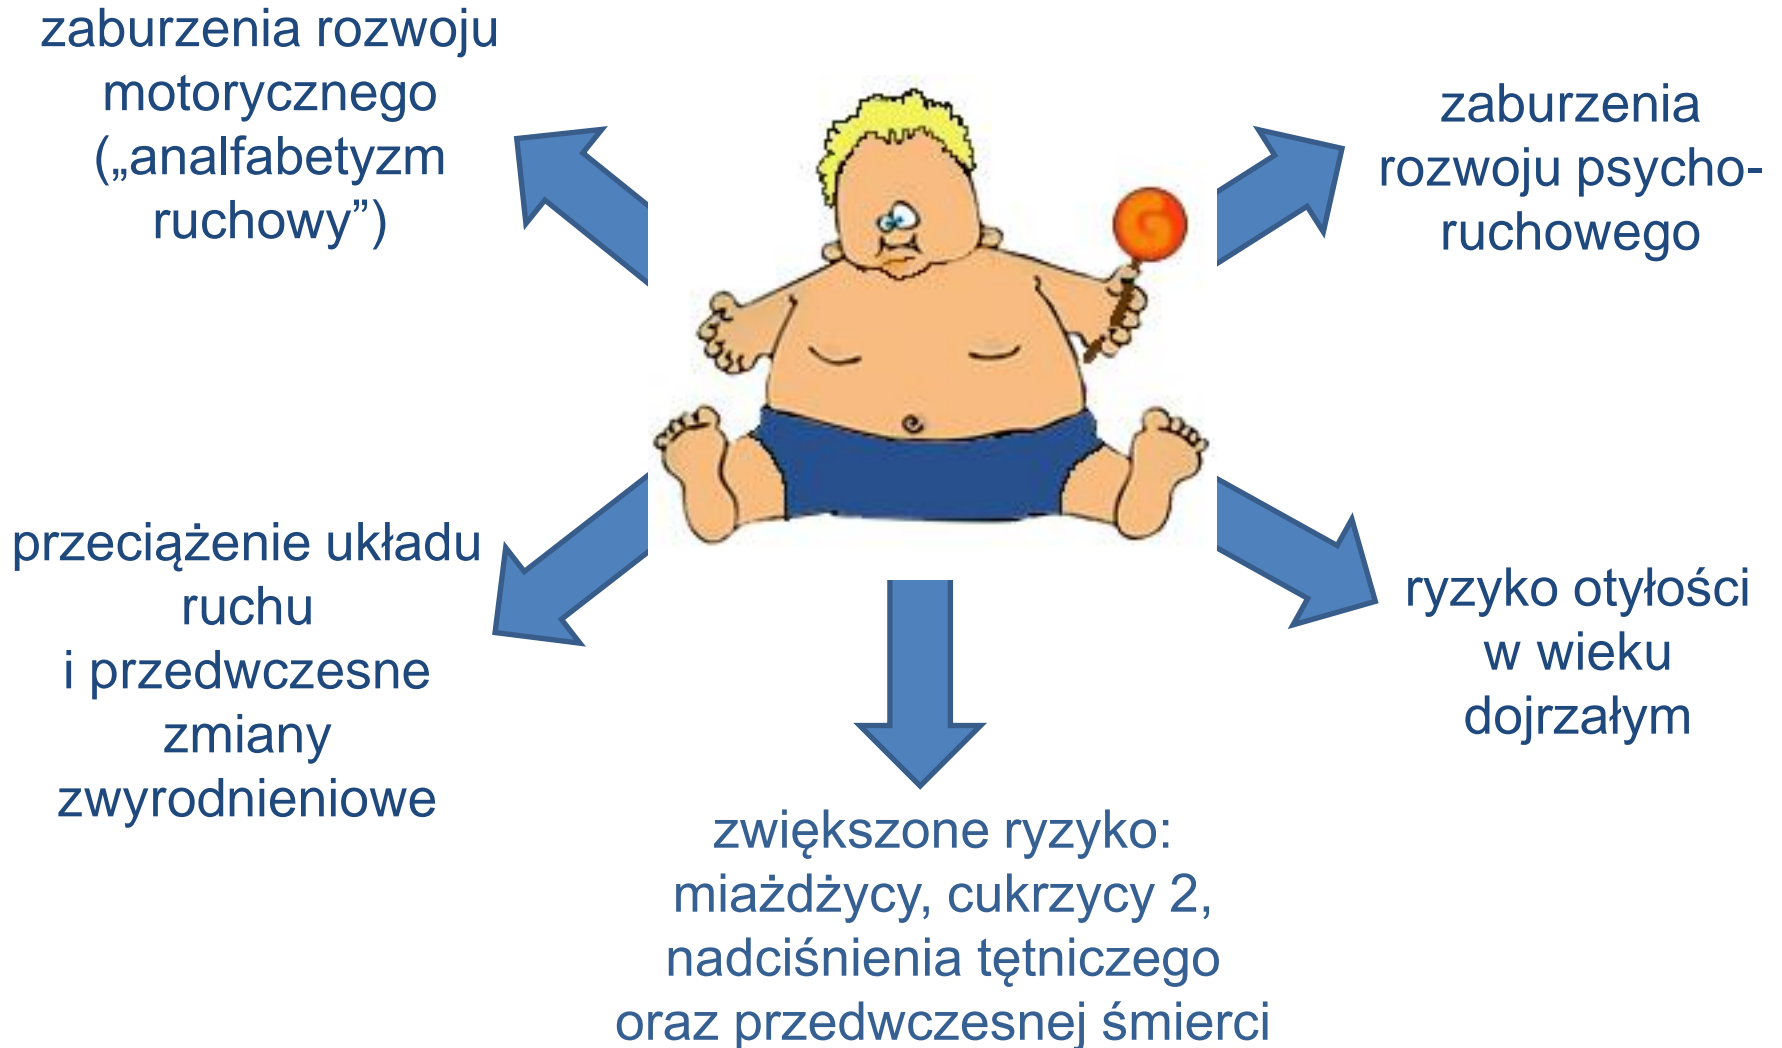 zaburzenia rozwoju
motorycznego
(„analfabetyzm
ruchowy”)
zaburzenia
rozwoju psycho-
ruchowego
przeciążenie układu
ruchu
i przedwczesne
zmiany
zwyrodnieniowe
ryzyko otyłości
w wieku
dojrzałym
zwiększone ryzyko:
miażdżycy, cukrzycy 2,
nadciśnienia tętniczego
oraz przedwczesnej śmierci